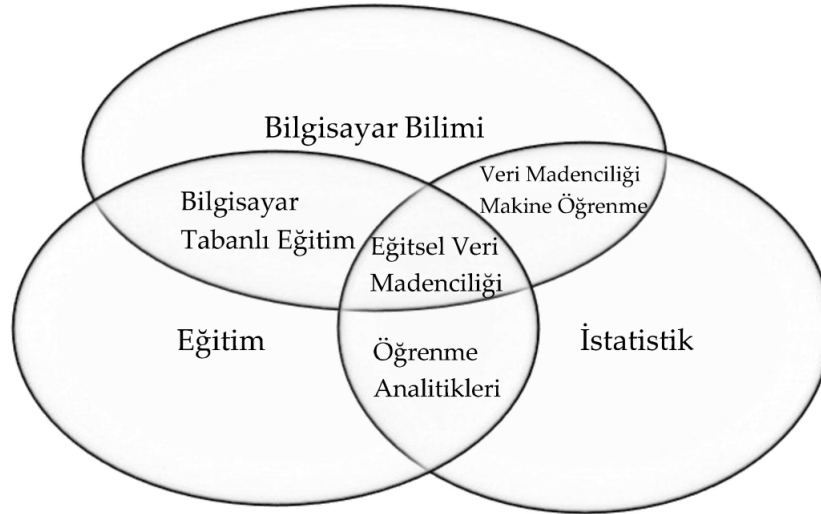 Bilgisayar Bilimi
Veri Madenciliği
Makine Öğrenme
Bilgisayar
Tabanlı Eğitim
Eğitsel Veri
Madenciliği
Eğitim
İstatistik
Öğrenme
Analitikleri